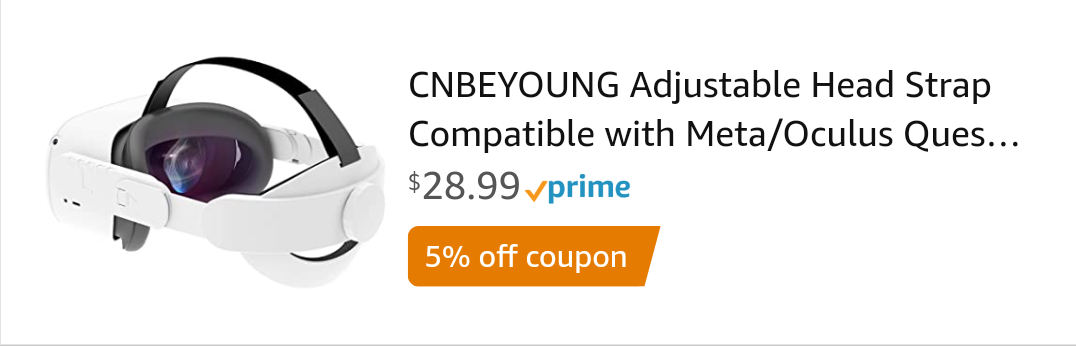 CNBEYOUNG Adjustable Head Strap
Compatible with Meta/Oculus Ques...
$28.99 prime
5% off coupon